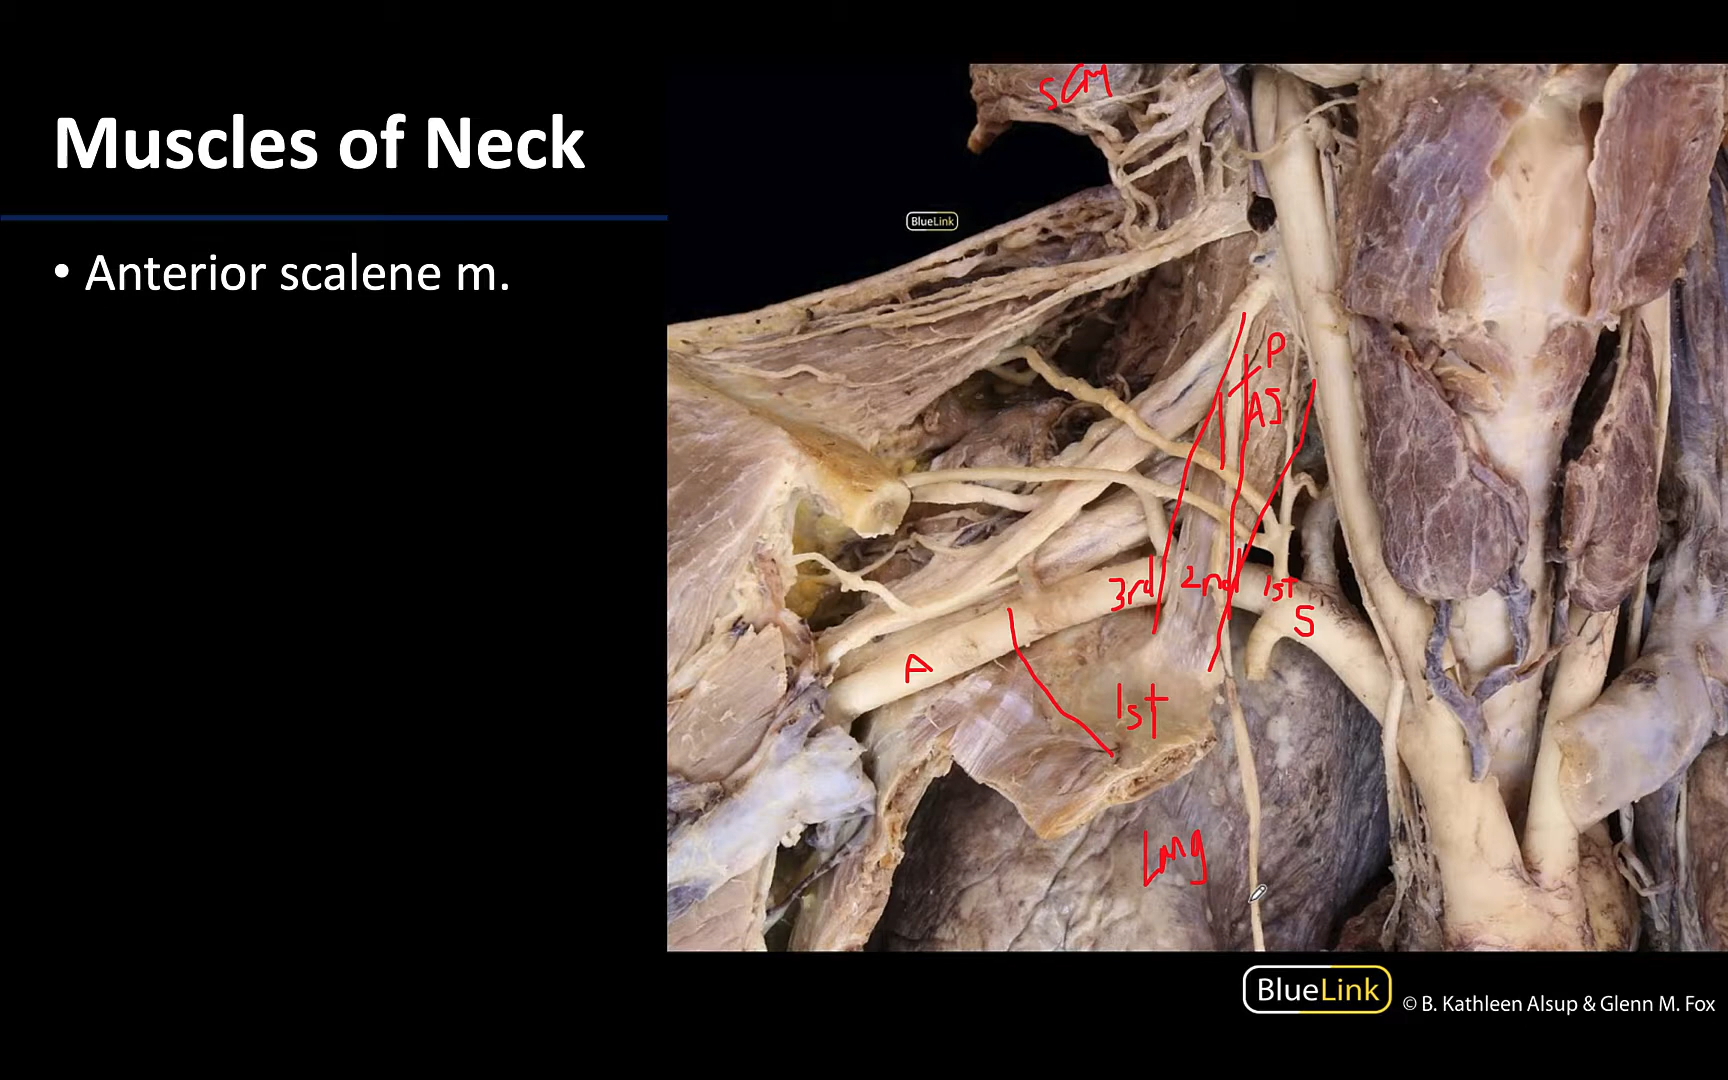 Muscles of Neck
• Anterior scalene m.
SCM
BlueLink
P
AS
3rd
2nd
1st
S
A
1st
Lung
BlueLink
© B. Kathleen Alsup & Glenn M. Fox